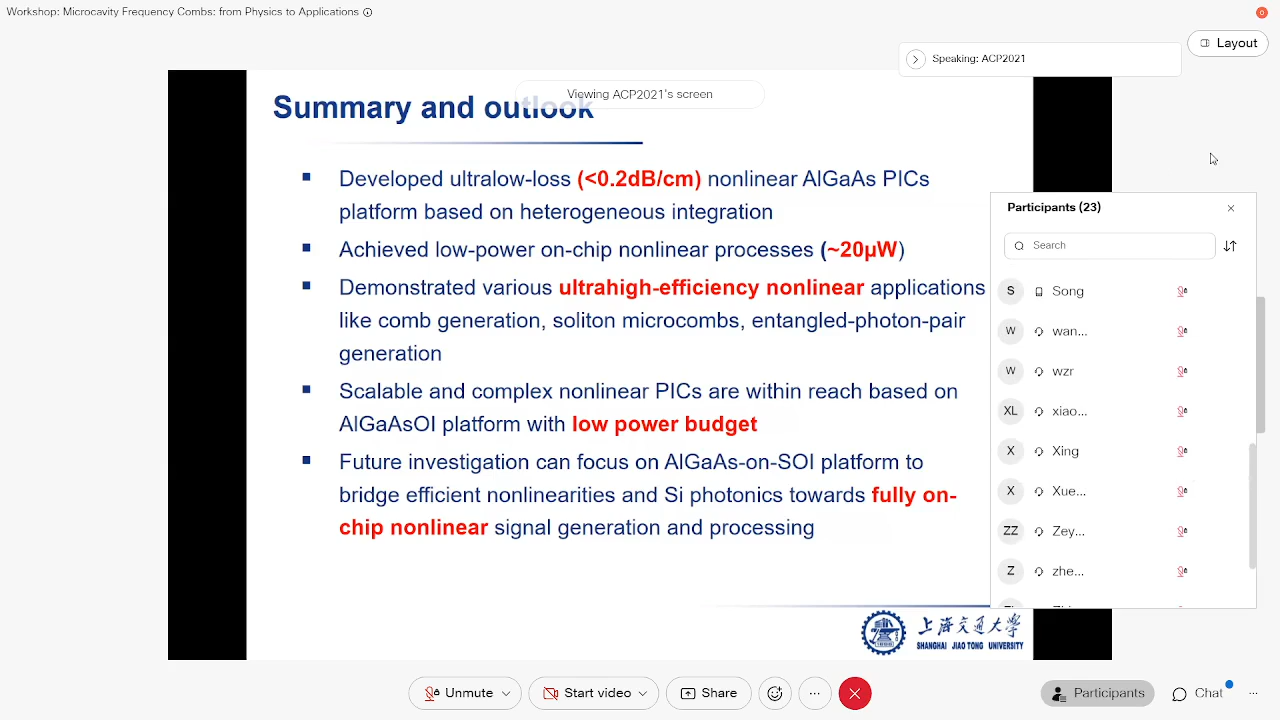 Workshop: Microcavity Frequency Combs: from Physics to Applications
Layout
Speaking: ACP2021
Viewing ACP2021's screen
Summary and outlook
Developed ultralow-loss (<0.2dB/cm) nonlinear AlGaAs PICs
platform based on heterogeneous integration
Achieved low-power on-chip nonlinear processes (~20μW)
Demonstrated various ultrahigh-efficiency nonlinear applications
like comb generation, soliton microcombs, entangled-photon-pair
generation
Scalable and complex nonlinear PICs are within reach based on
AlGaAsOI platform with low power budget
Future investigation can focus on AlGaAs-on-SOI platform to
bridge efficient nonlinearities and Si photonics towards fully on-
chip nonlinear signal generation and processing
上海交通大学
SHANGHAI JIAO TONG UNIVERSITY
Participants (23)
Search
S Song
W wan...
W wzr
XL xiao...
X Xing
X Xue...
ZZ Zey...
Z zhe...
Unmute
Start video
Share
Participants
Chat